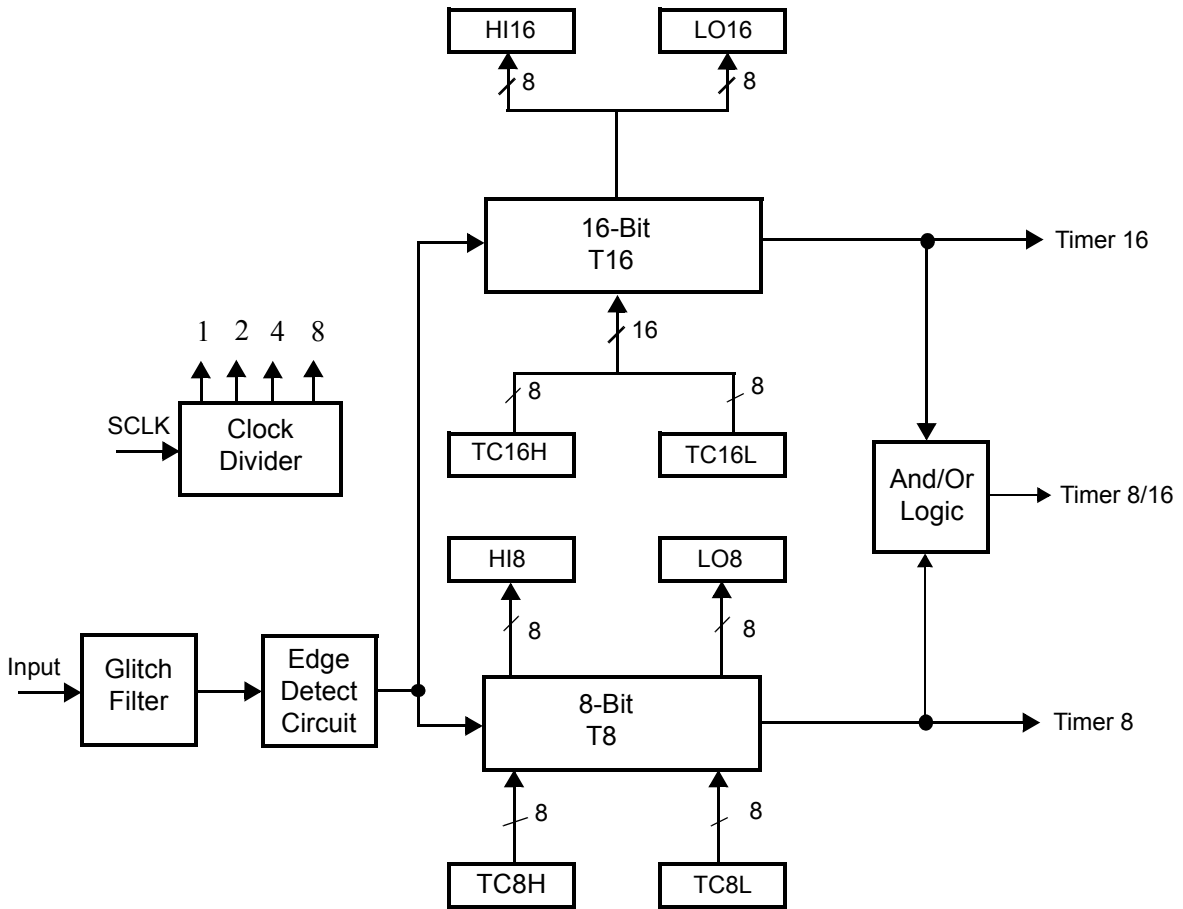 HI16
LO16
8
8
16-Bit
T16
Timer 16
16
1 2 4 8
8
8
SCLK
Clock
Divider
TC16H
TC16L
And/Or
Logic
Timer 8/16
HI8
LO8
8
8
Input
Glitch
Filter
Edge
Detect
Circuit
8-Bit
T8
Timer 8
8
8
TC8H
TC8L